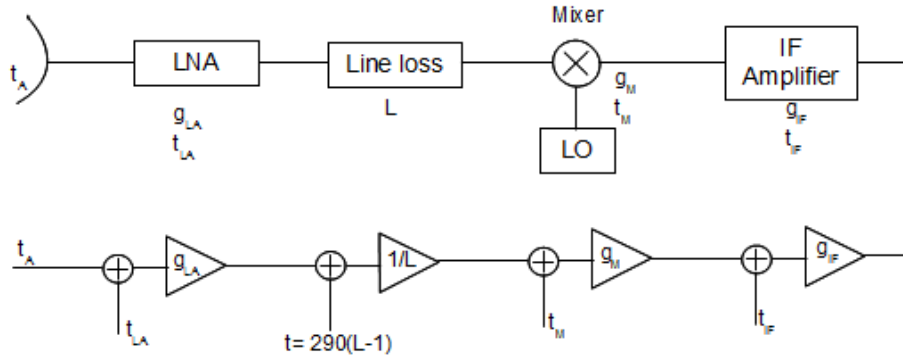 Mixer
LNA
Line loss
IF
Amplifier
t_A
g_LA
t_LA
L
g_M
t_M
LO
g_IF
t_IF
t_A
g_LA
1/L
g_M
g_IF
t_LA
t= 290(L-1)
t_M
t_IF